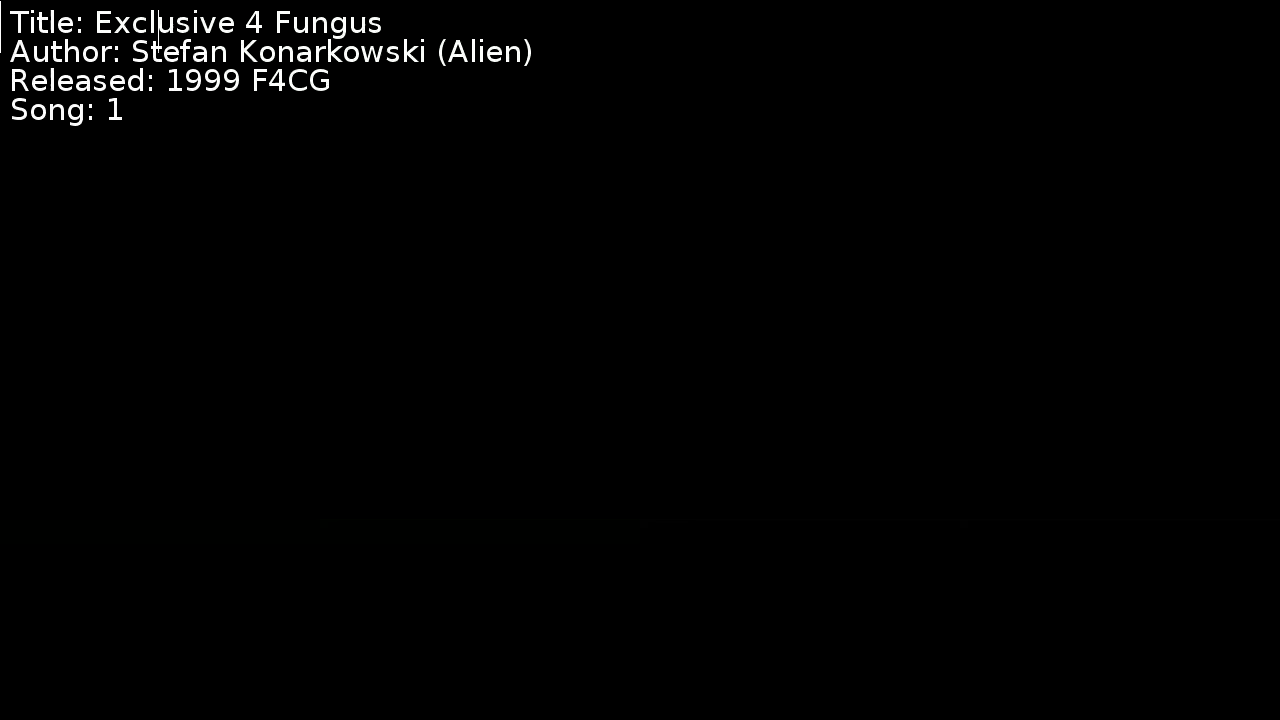 Title: Exclusive 4 Fungus
Author: Stefan Konarkowski (Alien)
Released: 1999 F4CG
Song: 1